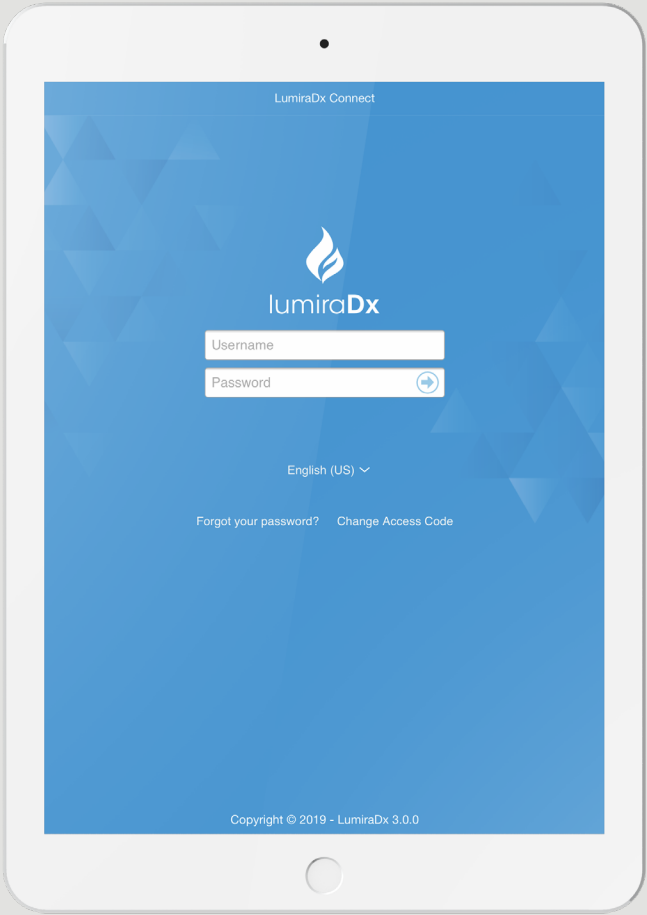 LumiraDx Connect
lumiraDx
Username
Password
English (US)
Forgot your password? Change Access Code
Copyright © 2019 - LumiraDx 3.0.0